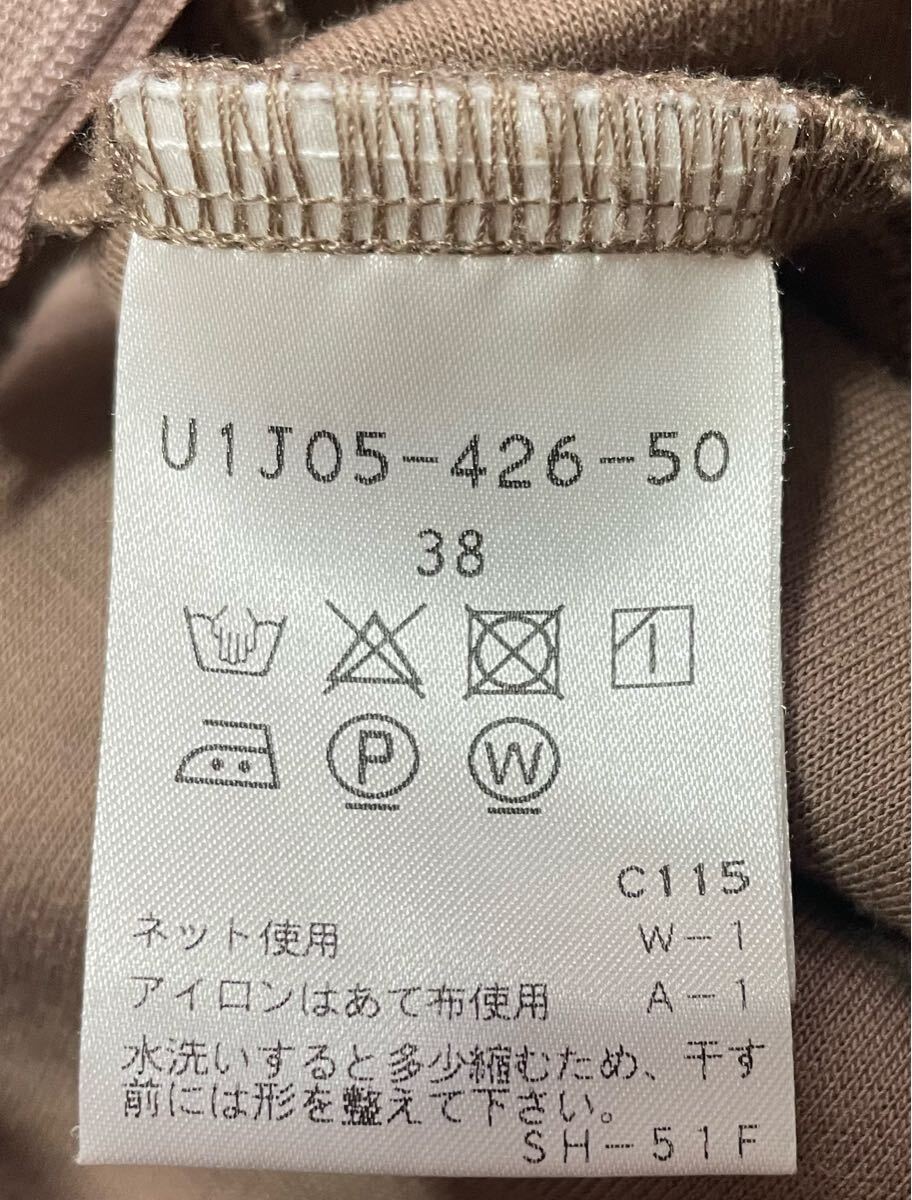 U1J05-426-50
38
P W
C115
ネット使用 W-1
アイロンはあて布使用 A-1
水洗いすると多少縮むため、干す
前には形を整えて下さい。
SH-51F